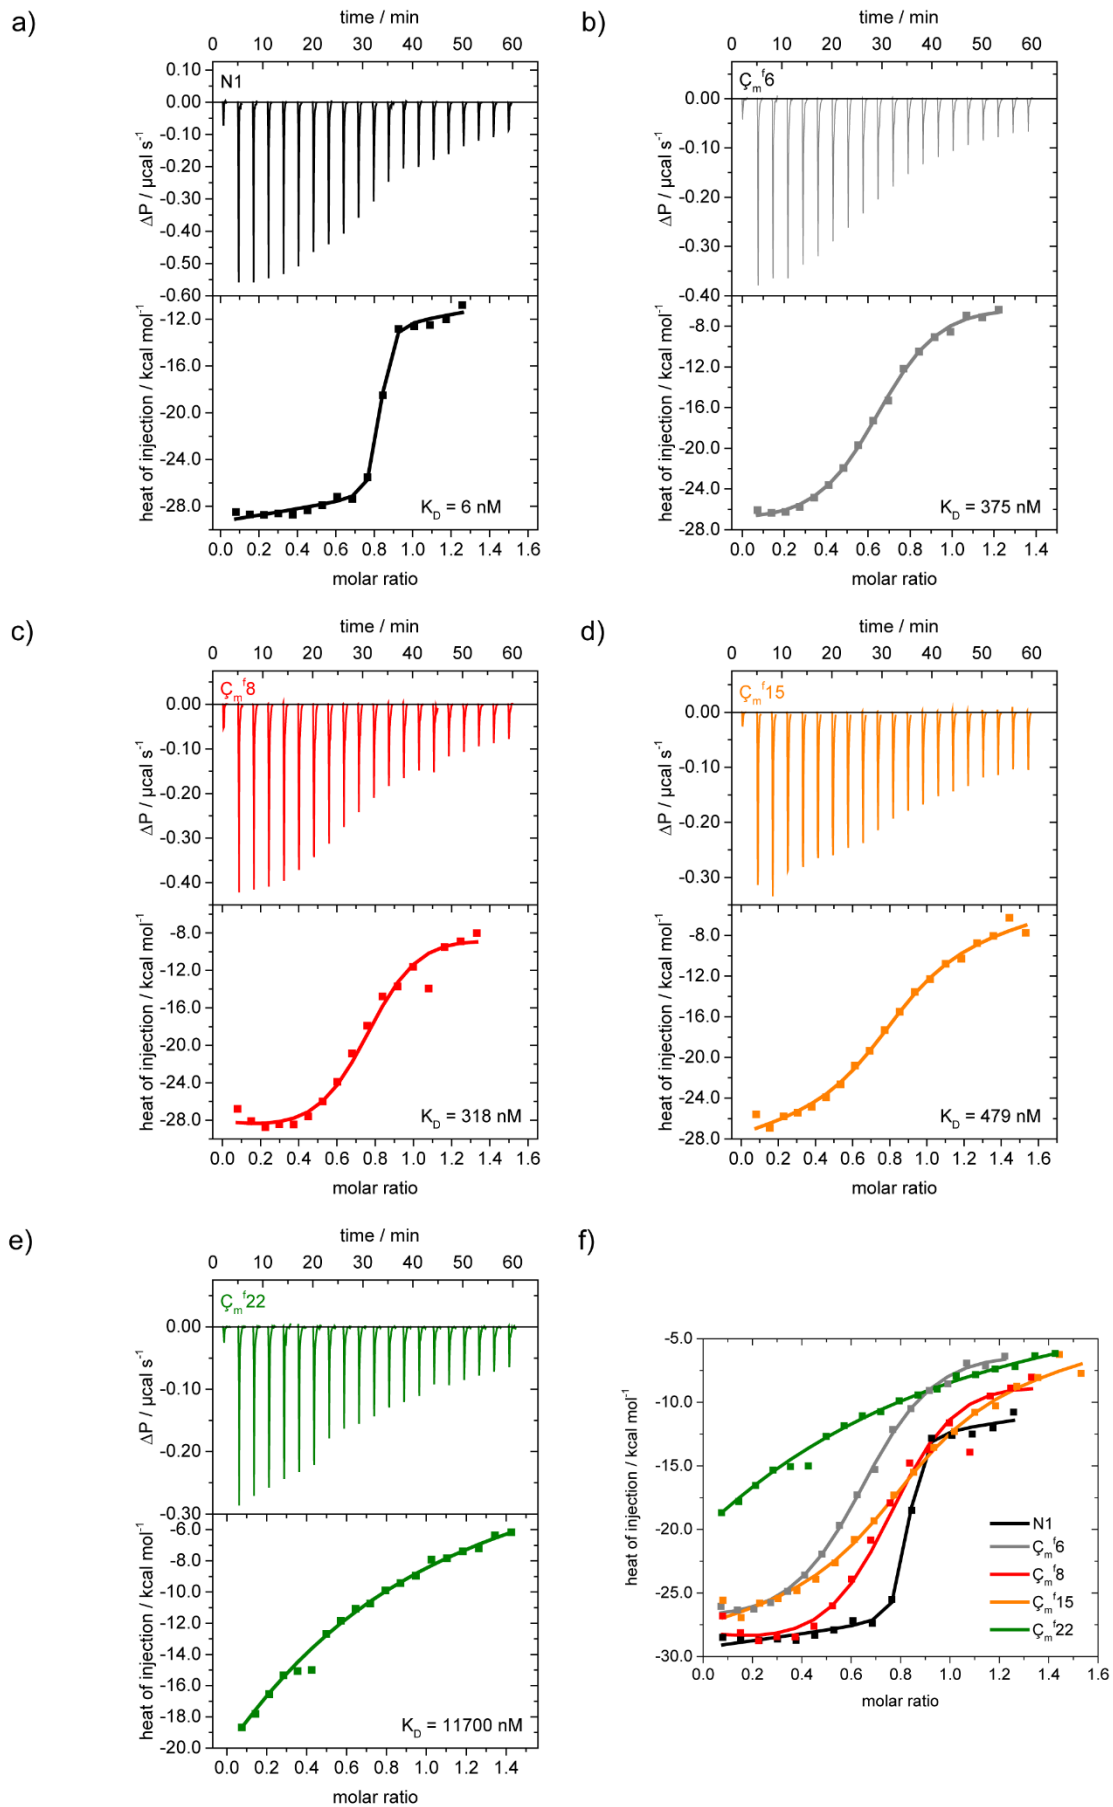 a)
time / min
0 10 20 30 40 50 60
N1
0.10
0.00
-0.10
-0.20
-0.30
-0.40
-0.50
-0.60
ΔP / µcal s⁻¹
-12.0
-16.0
-20.0
-24.0
-28.0
heat of injection / kcal mol⁻¹
K_D = 6 nM
0.0 0.2 0.4 0.6 0.8 1.0 1.2 1.4 1.6
molar ratio
b)
time / min
0 10 20 30 40 50 60
Ç_m^f6
0.00
-0.10
-0.20
-0.30
-0.40
ΔP / µcal s⁻¹
-8.0
-12.0
-16.0
-20.0
-24.0
-28.0
heat of injection / kcal mol⁻¹
K_D = 375 nM
0.0 0.2 0.4 0.6 0.8 1.0 1.2 1.4
molar ratio
c)
time / min
0 10 20 30 40 50 60
Ç_m^f8
0.00
-0.10
-0.20
-0.30
-0.40
ΔP / µcal s⁻¹
-8.0
-12.0
-16.0
-20.0
-24.0
-28.0
heat of injection / kcal mol⁻¹
K_D = 318 nM
0.0 0.2 0.4 0.6 0.8 1.0 1.2 1.4 1.6
molar ratio
d)
time / min
0 10 20 30 40 50 60
Ç_m^f15
0.00
-0.10
-0.20
-0.30
ΔP / µcal s⁻¹
-8.0
-12.0
-16.0
-20.0
-24.0
-28.0
heat of injection / kcal mol⁻¹
K_D = 479 nM
0.0 0.2 0.4 0.6 0.8 1.0 1.2 1.4 1.6
molar ratio
e)
time / min
0 10 20 30 40 50 60
Ç_m^f22
0.00
-0.10
-0.20
-0.30
ΔP / µcal s⁻¹
-6.0
-8.0
-10.0
-12.0
-14.0
-16.0
-18.0
-20.0
heat of injection / kcal mol⁻¹
K_D = 11700 nM
0.0 0.2 0.4 0.6 0.8 1.0 1.2 1.4
molar ratio
f)
-5.0
-10.0
-15.0
-20.0
-25.0
-30.0
heat of injection / kcal mol⁻¹
N1
Ç_m^f6
Ç_m^f8
Ç_m^f15
Ç_m^f22
0.0 0.2 0.4 0.6 0.8 1.0 1.2 1.4 1.6
molar ratio